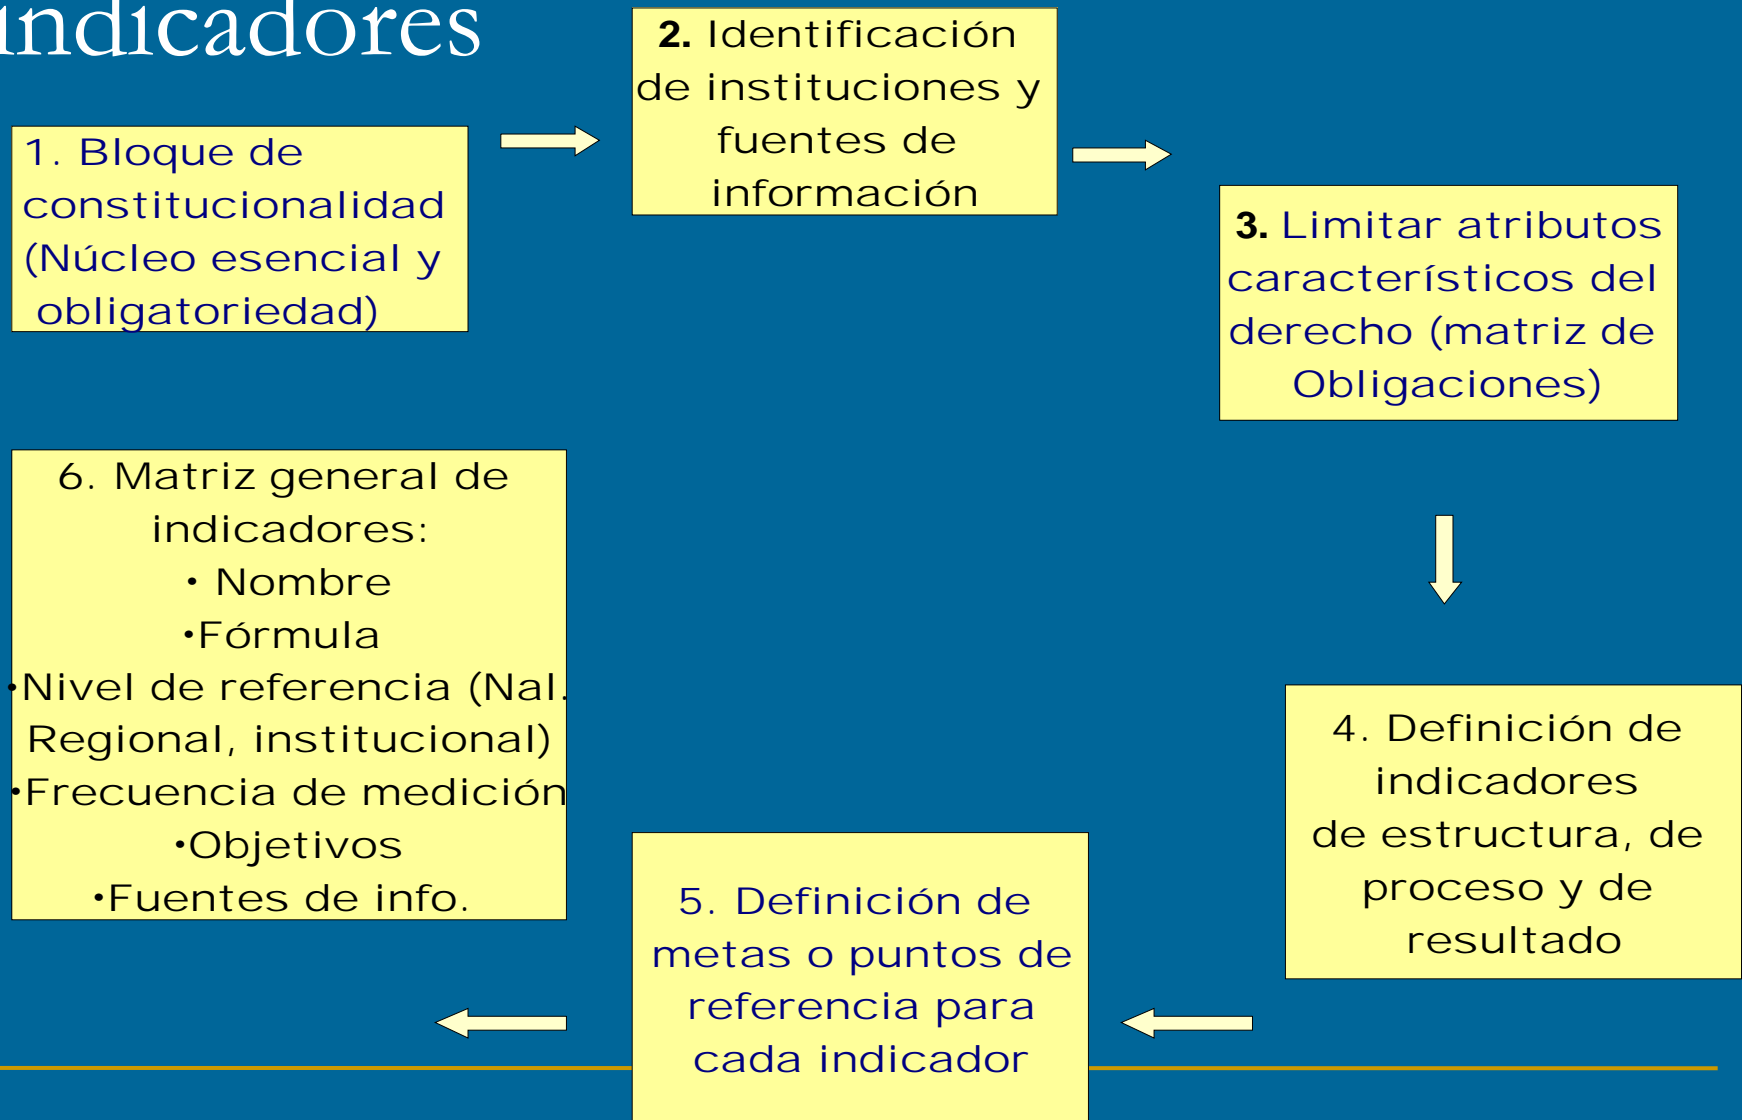 indicadores
1. Bloque de
constitucionalidad
(Núcleo esencial y
obligatoriedad)
2. Identificación
de instituciones y
fuentes de
información
3. Limitar atributos
característicos del
derecho (matriz de
Obligaciones)
4. Definición de
indicadores
de estructura, de
proceso y de
resultado
5. Definición de
metas o puntos de
referencia para
cada indicador
6. Matriz general de
indicadores:
• Nombre
•Fórmula
•Nivel de referencia (Nal.
Regional, institucional)
•Frecuencia de medición
•Objetivos
•Fuentes de info.